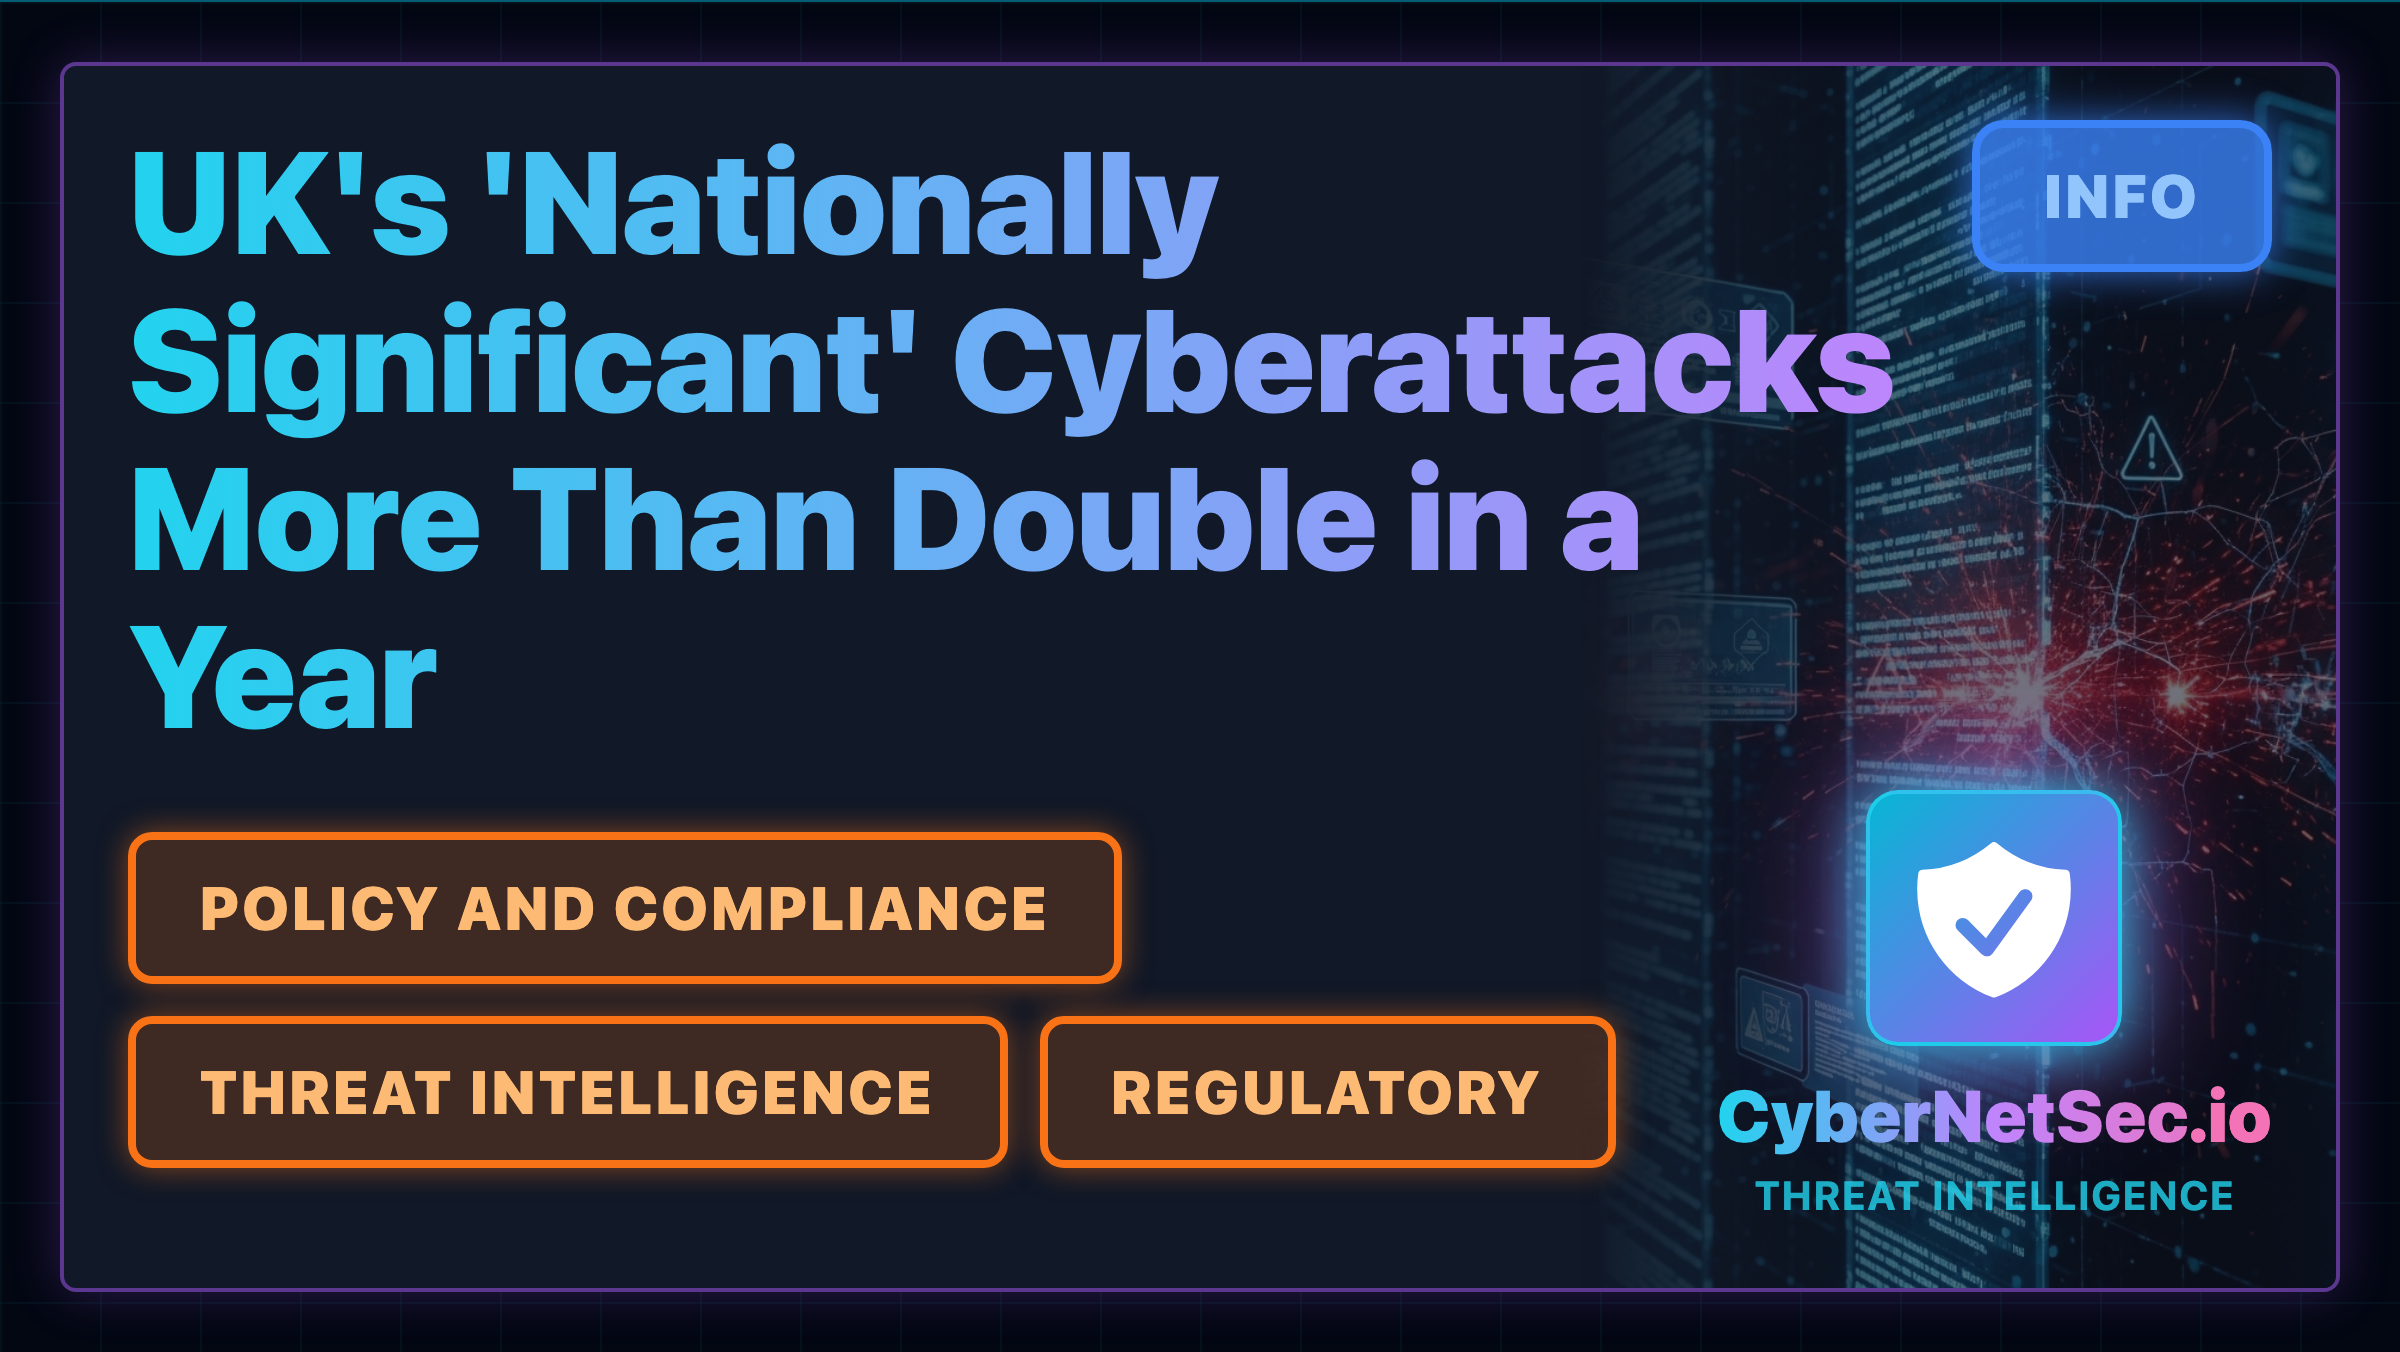 UK's 'Nationally
Significant' Cyberattacks
More Than Double in a
Year
INFO
POLICY AND COMPLIANCE
THREAT INTELLIGENCE
REGULATORY
CyberNetSec.io
THREAT INTELLIGENCE